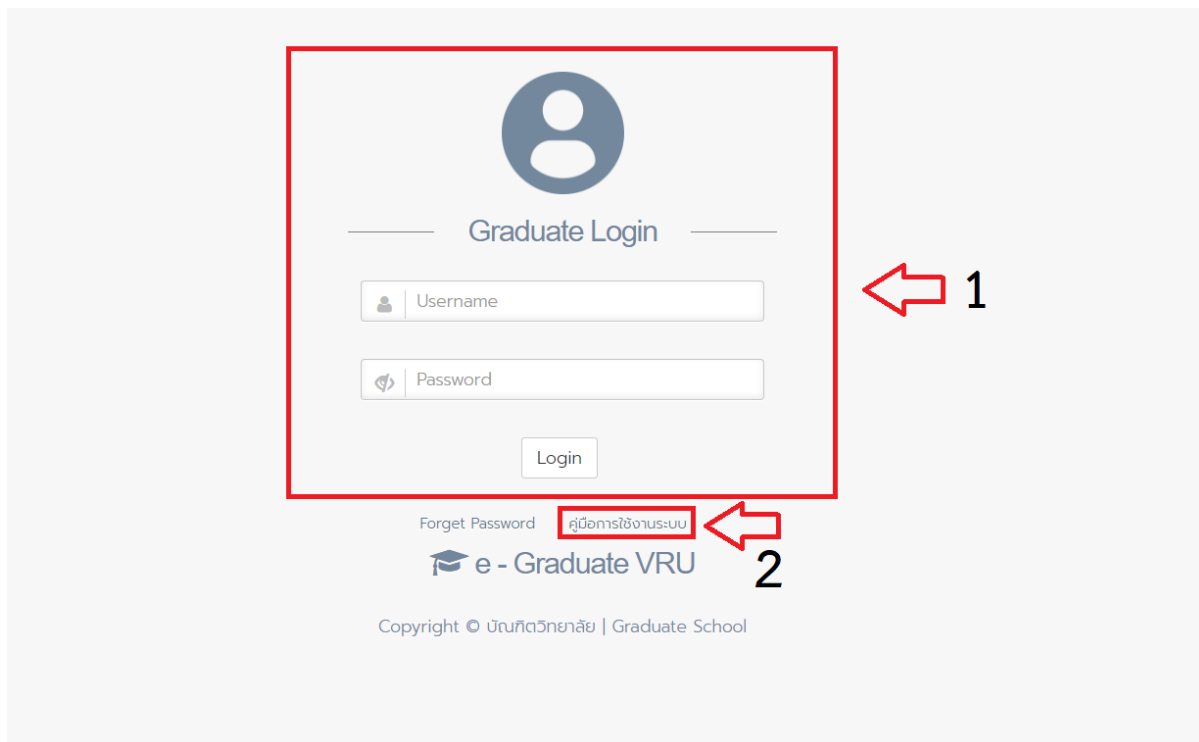 Graduate Login
Username
1
Password
Login
Forget Password คู่มือการใช้งานระบบ
e - Graduate VRU
2
Copyright © บัณฑิตวิทยาลัย | Graduate School